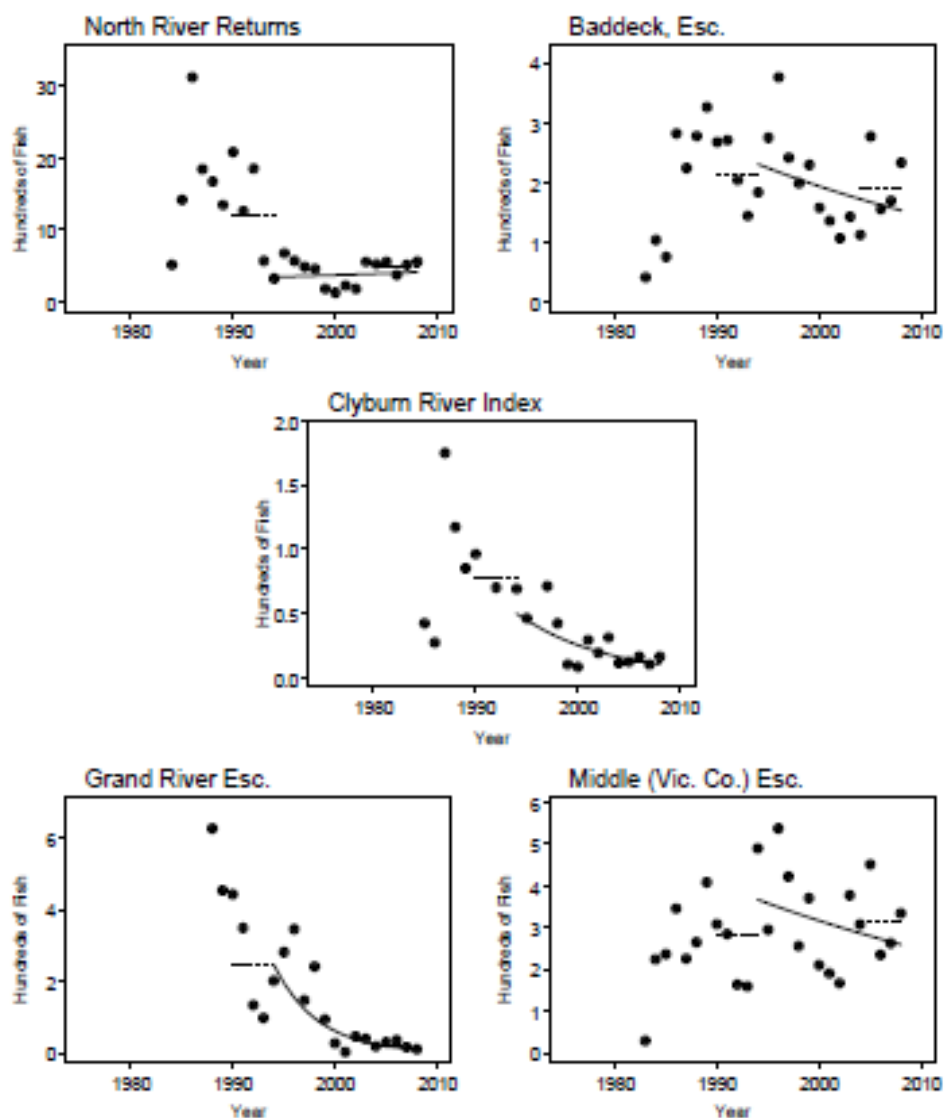 North River Returns
Hundreds of Fish
30
20
10
0
1980 1990 2000 2010
Year
Baddeck, Esc.
Hundreds of Fish
4
3
2
1
0
1980 1990 2000 2010
Year
Clyburn River Index
Hundreds of Fish
2.0
1.5
1.0
0.5
0.0
1980 1990 2000 2010
Year
Grand River Esc.
Hundreds of Fish
6
4
2
0
1980 1990 2000 2010
Year
Middle (Vic. Co.) Esc.
Hundreds of Fish
6
5
4
3
2
1
0
1980 1990 2000 2010
Year